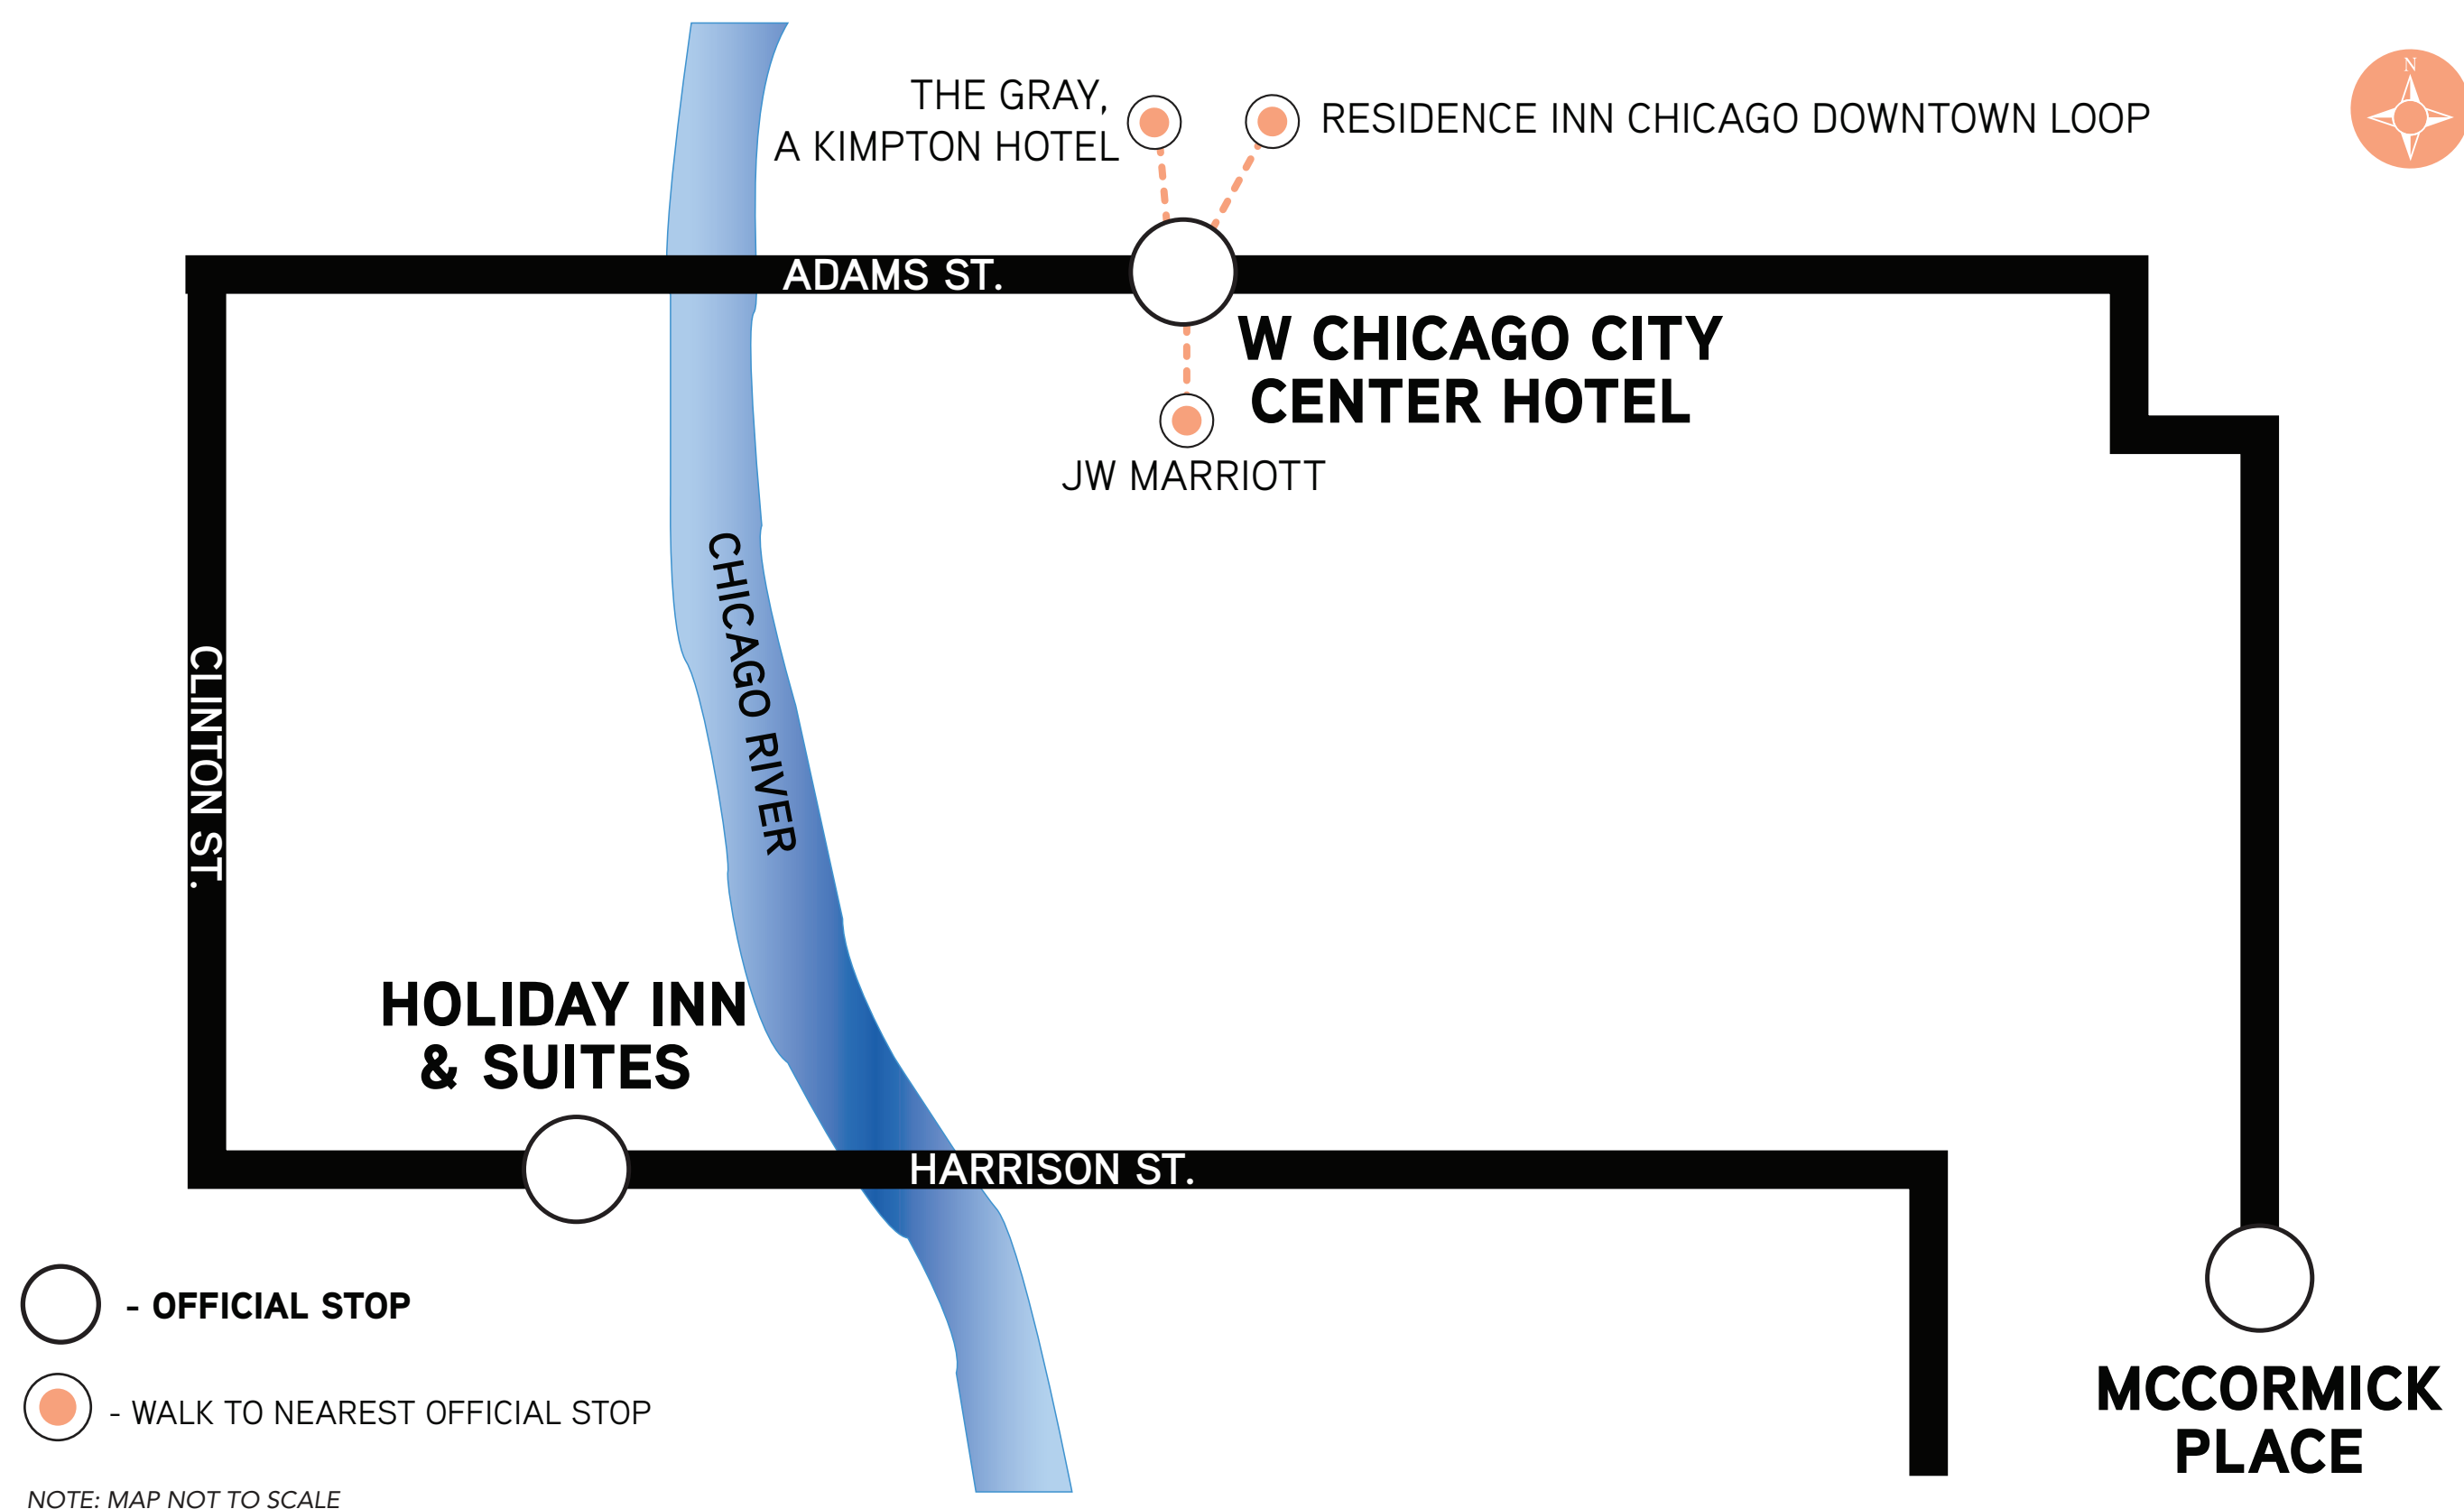 N
THE GRAY,
A KIMPTON HOTEL
RESIDENCE INN CHICAGO DOWNTOWN LOOP
ADAMS ST.
W CHICAGO CITY
CENTER HOTEL
JW MARRIOTT
CHICAGO RIVER
CLINTON ST.
HOLIDAY INN
& SUITES
HARRISON ST.
- OFFICIAL STOP
- WALK TO NEAREST OFFICIAL STOP
MCCORMICK
PLACE
NOTE: MAP NOT TO SCALE